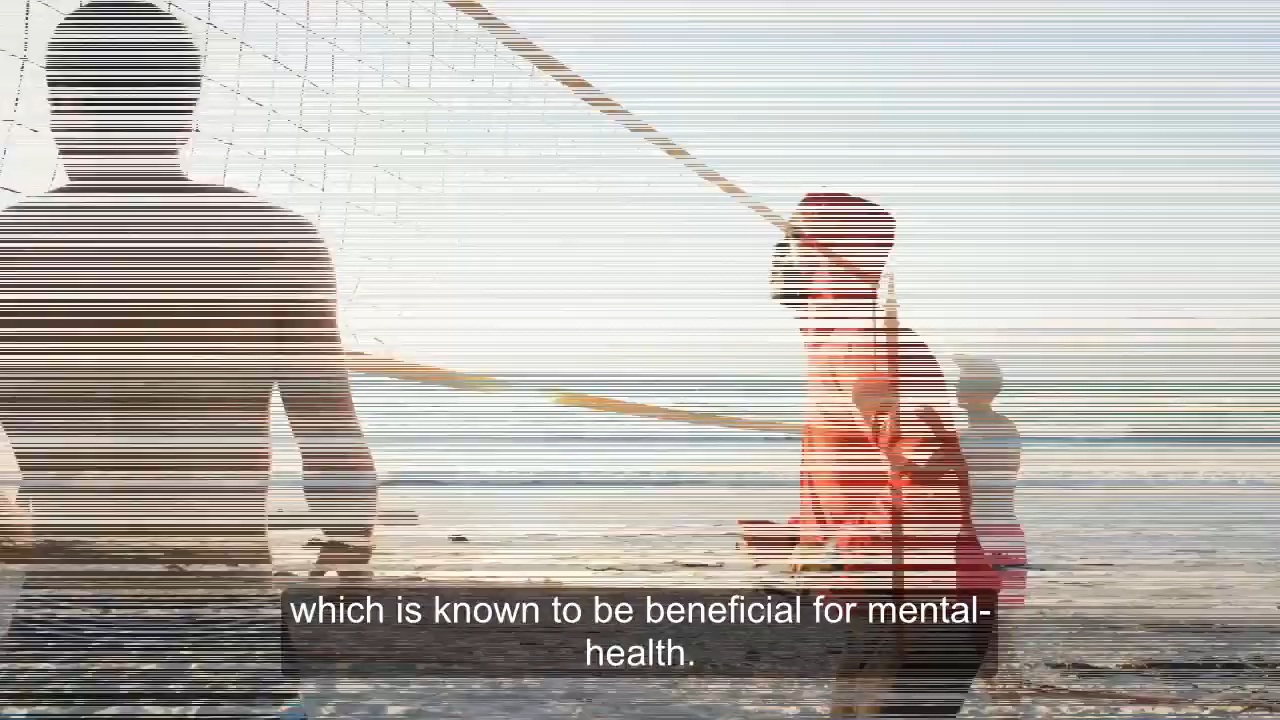 which is known to be beneficial for mental-
health.